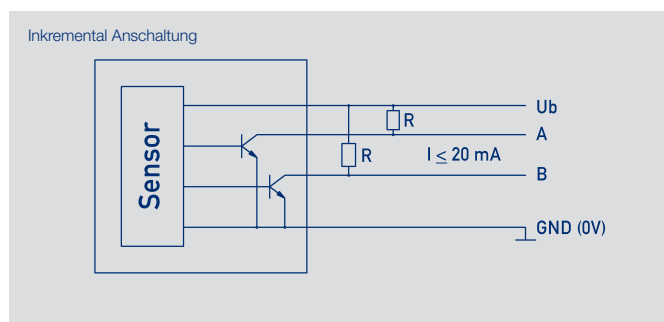 Inkremental Anschaltung
Sensor
Ub
R
A
R
I ≤ 20 mA
B
GND (0V)